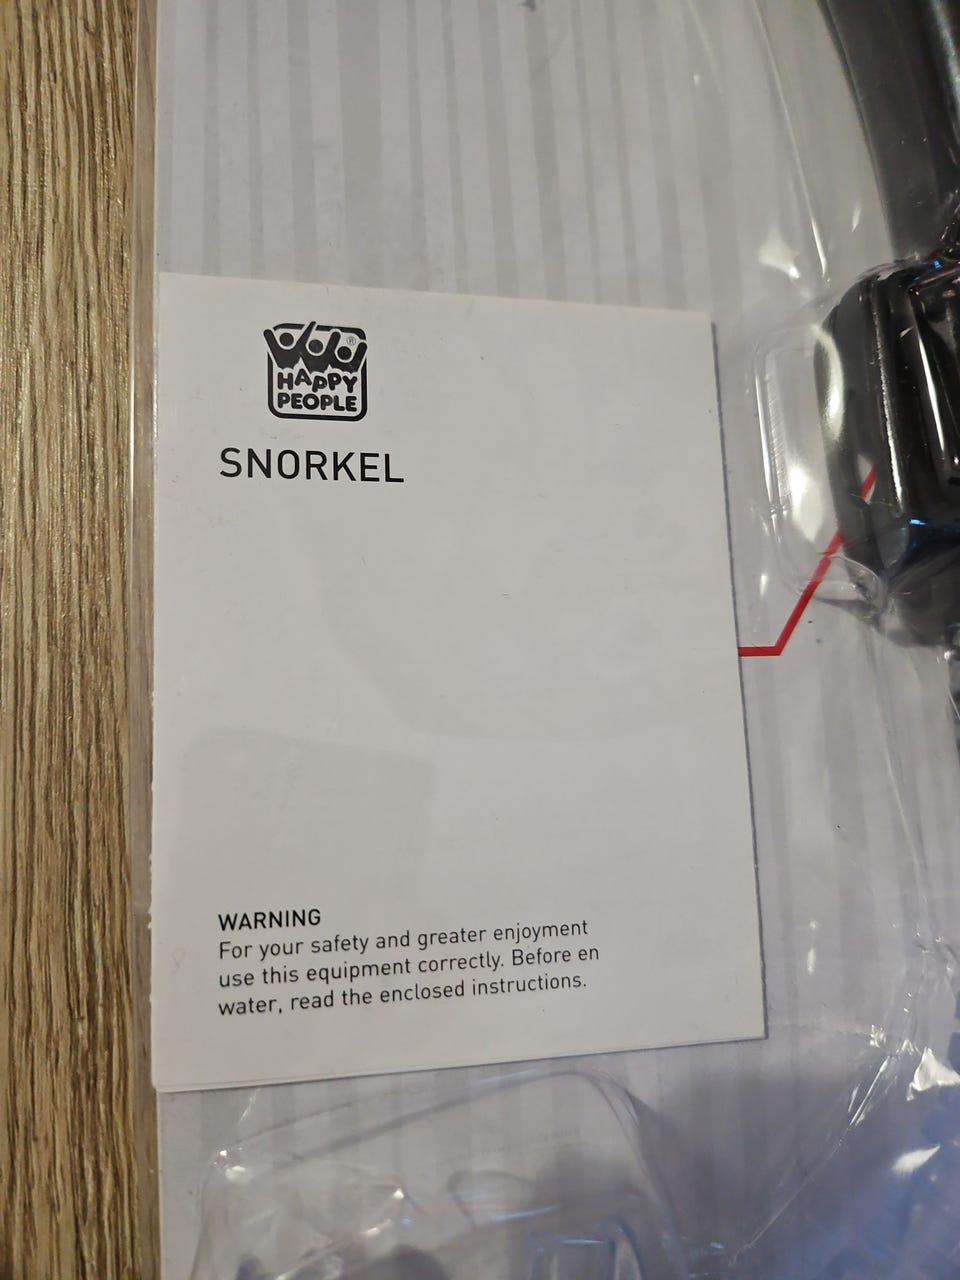 HAPPY
PEOPLE
®
SNORKEL
WARNING
For your safety and greater enjoyment
use this equipment correctly. Before en
water, read the enclosed instructions.